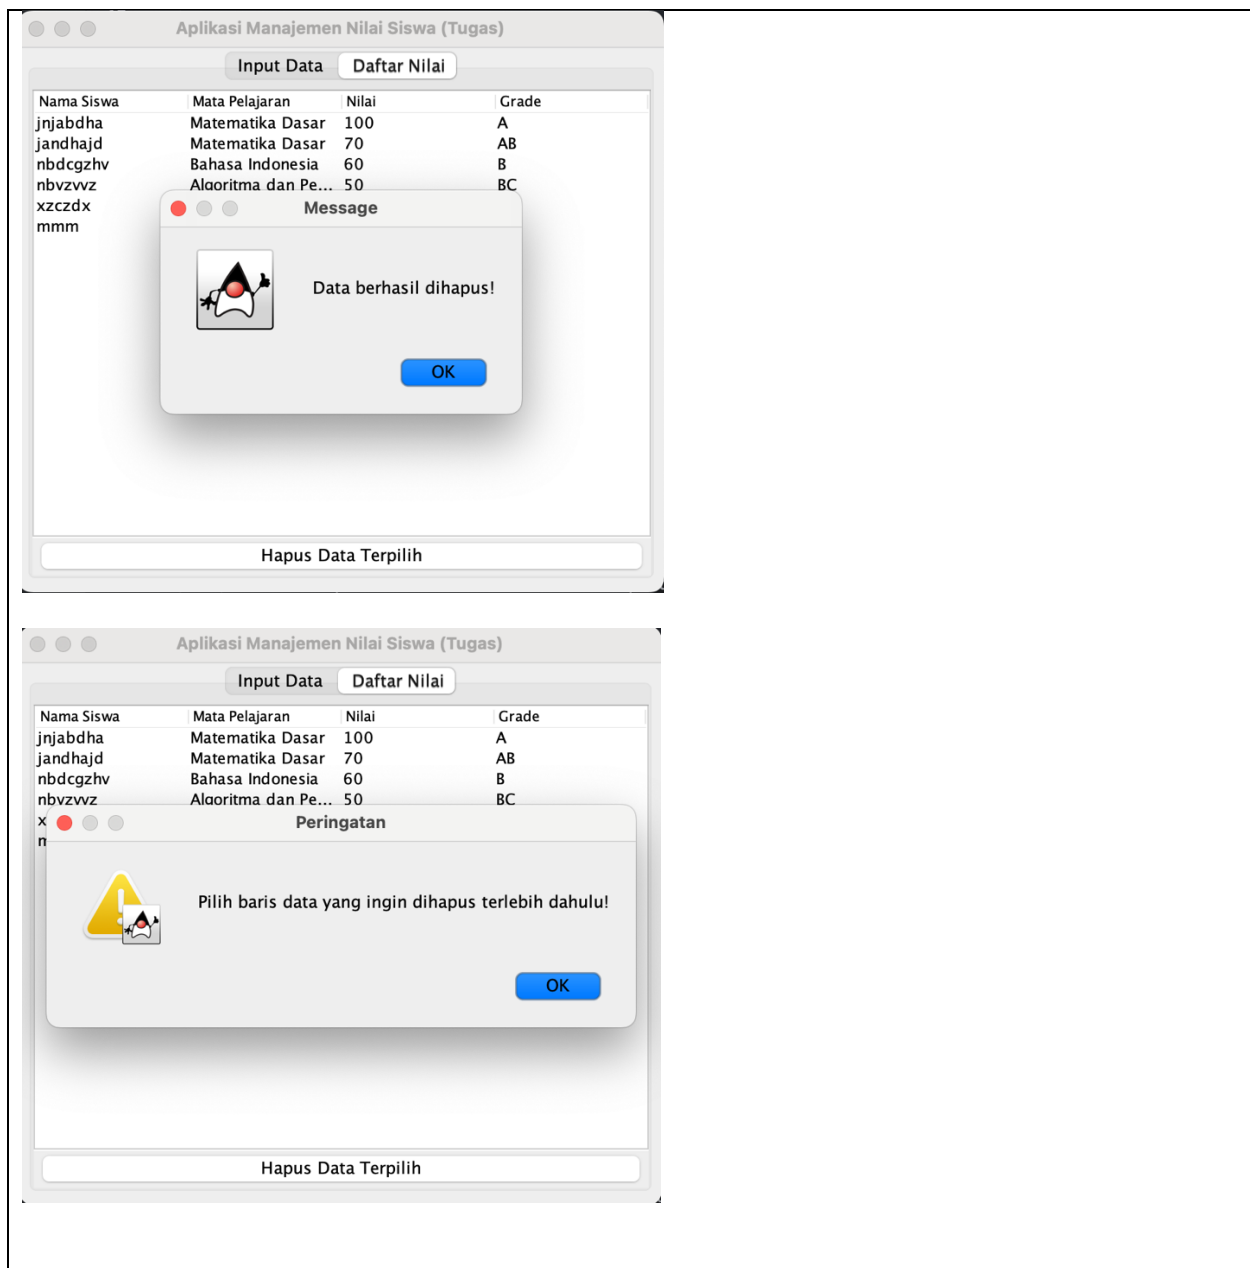 Aplikasi Manajemen Nilai Siswa (Tugas)
Input Data Daftar Nilai
Nama Siswa Mata Pelajaran Nilai Grade
jnjabdha Matematika Dasar 100 A
jandhajd Matematika Dasar 70 AB
nbdcgzhv Bahasa Indonesia 60 B
nbvzvvz Algoritma dan Pe... 50 BC
xzczdx
mmm
Message
Data berhasil dihapus!
OK
Hapus Data Terpilih
Aplikasi Manajemen Nilai Siswa (Tugas)
Input Data Daftar Nilai
Nama Siswa Mata Pelajaran Nilai Grade
jnjabdha Matematika Dasar 100 A
jandhajd Matematika Dasar 70 AB
nbdcgzhv Bahasa Indonesia 60 B
nbvzvvz Algoritma dan Pe... 50 BC
x
Peringatan
Pilih baris data yang ingin dihapus terlebih dahulu!
OK
Hapus Data Terpilih